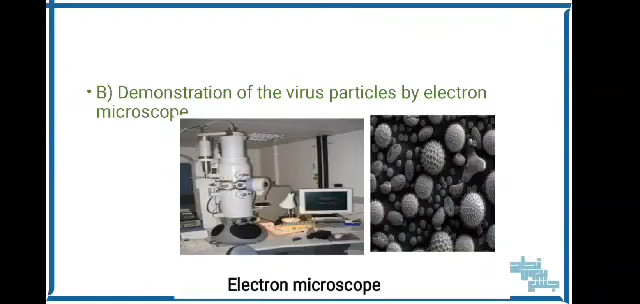 • B) Demonstration of the virus particles by electron
microscope
Electron microscope